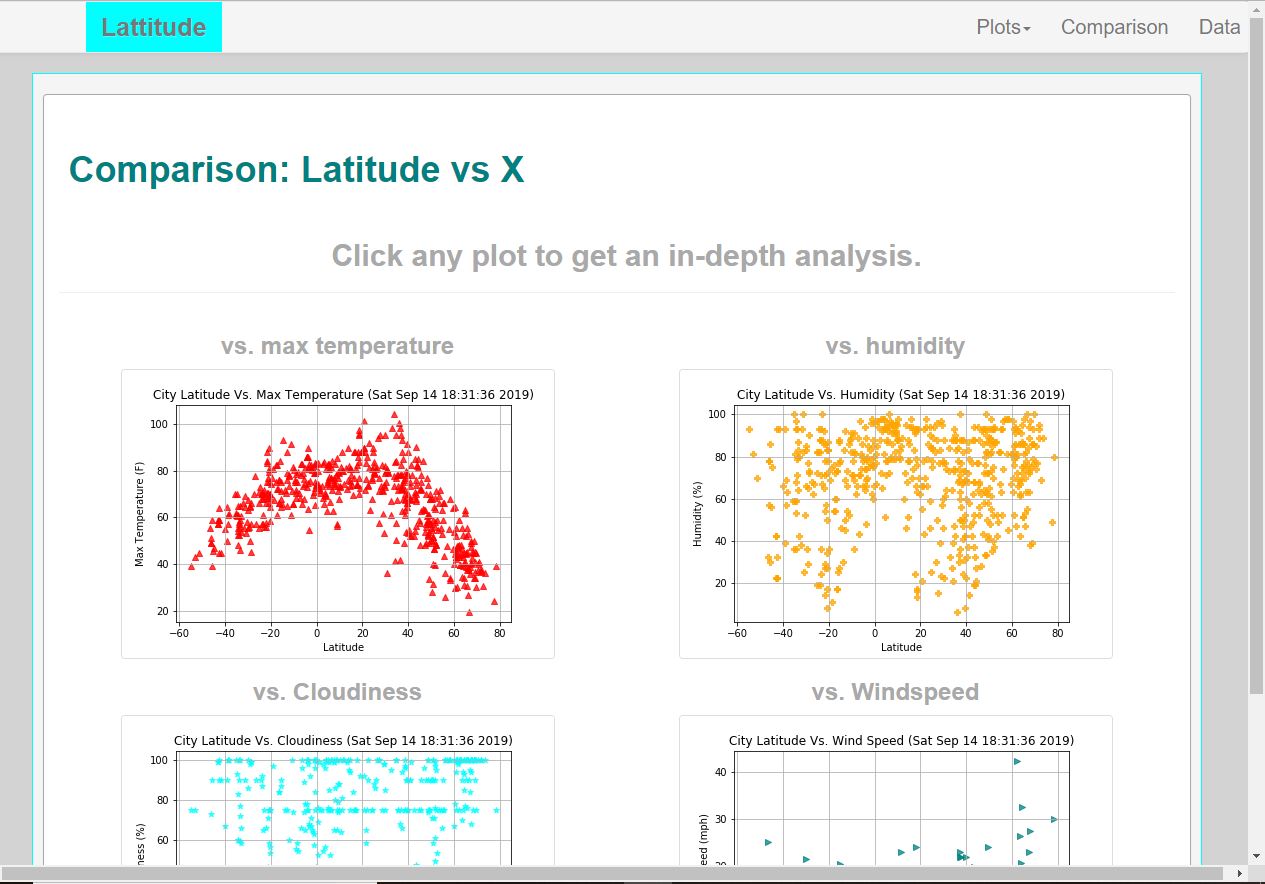 Lattitude
Plots Comparison Data
Comparison: Latitude vs X
Click any plot to get an in-depth analysis.
vs. max temperature
City Latitude Vs. Max Temperature (Sat Sep 14 18:31:36 2019)
Max Temperature (F)
100
80
60
40
20
−60 −40 −20 0 20 40 60 80
Latitude
vs. humidity
City Latitude Vs. Humidity (Sat Sep 14 18:31:36 2019)
Humidity (%)
100
80
60
40
20
−60 −40 −20 0 20 40 60 80
Latitude
vs. Cloudiness
City Latitude Vs. Cloudiness (Sat Sep 14 18:31:36 2019)
ness (%)
100
80
60
vs. Windspeed
City Latitude Vs. Wind Speed (Sat Sep 14 18:31:36 2019)
eed (mph)
40
30
20